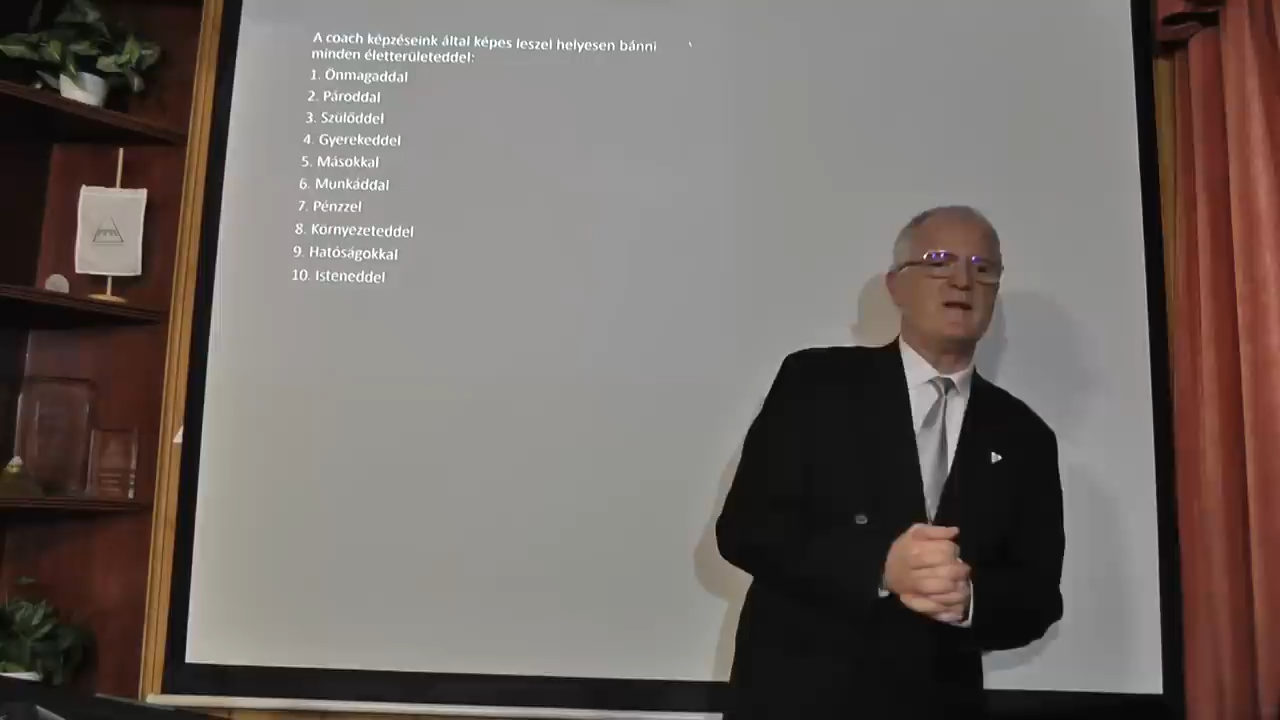 A coach képzéseink által képes leszel helyesen bánni
minden életterületeddel:
1. Önmagaddal
2. Pároddal
3. Szülőddel
4. Gyerekeddel
5. Másokkal
6. Munkáddal
7. Pénzzel
8. Környezeteddel
9. Hatóságokkal
10. Isteneddel